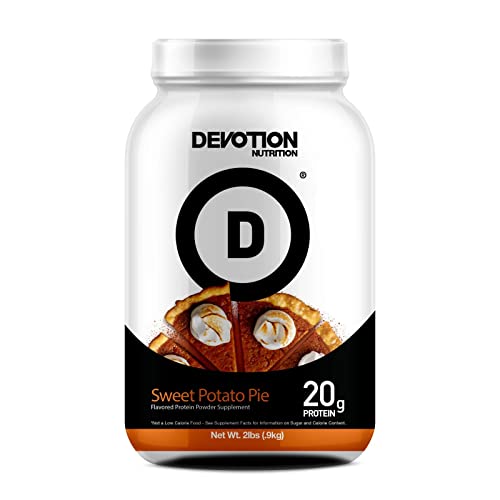 DEVOTION
NUTRITION
®
D
Sweet Potato Pie
Flavored Protein Powder Supplement
20g
PROTEIN
*Not a Low Calorie Food - See Supplement Facts for Information on Sugar and Calorie Content.
Net Wt. 2lbs (.9kg)